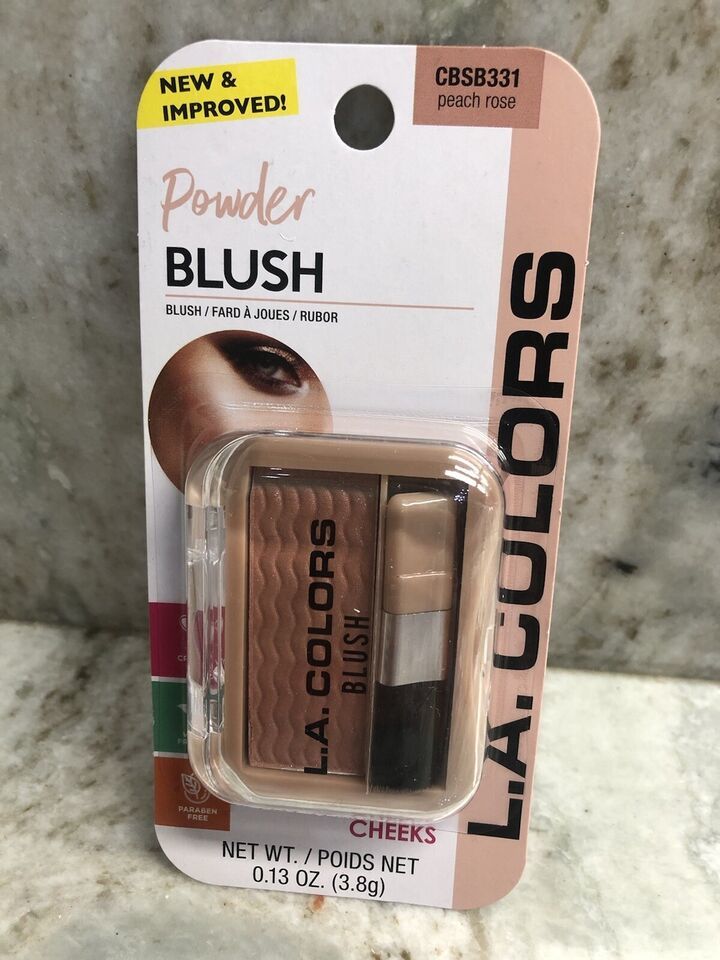 NEW &
IMPROVED!
CBSB331
peach rose
Powder
BLUSH
BLUSH / FARD À JOUES / RUBOR
L.A. COLORS
L.A. COLORS
BLUSH
PARABEN
FREE
CHEEKS
NET WT. / POIDS NET
0.13 OZ. (3.8g)